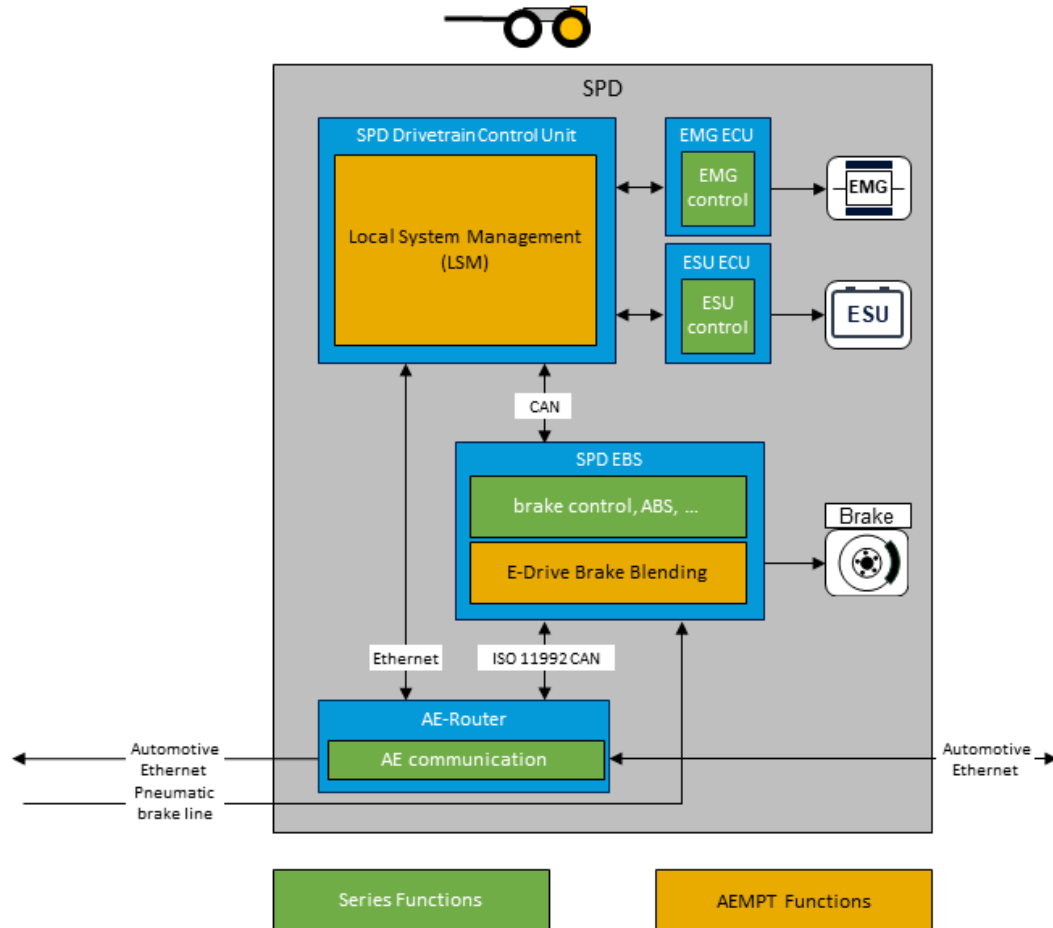 SPD
SPD Drivetrain Control Unit
Local System Management
(LSM)
EMG ECU
EMG
control
EMG
ESU ECU
ESU
control
ESU
CAN
SPD EBS
brake control, ABS, ...
E-Drive Brake Blending
Brake
Ethernet
ISO 11992 CAN
AE-Router
AE communication
Automotive
Ethernet
Pneumatic
brake line
Automotive
Ethernet
Series Functions
AEMPT Functions